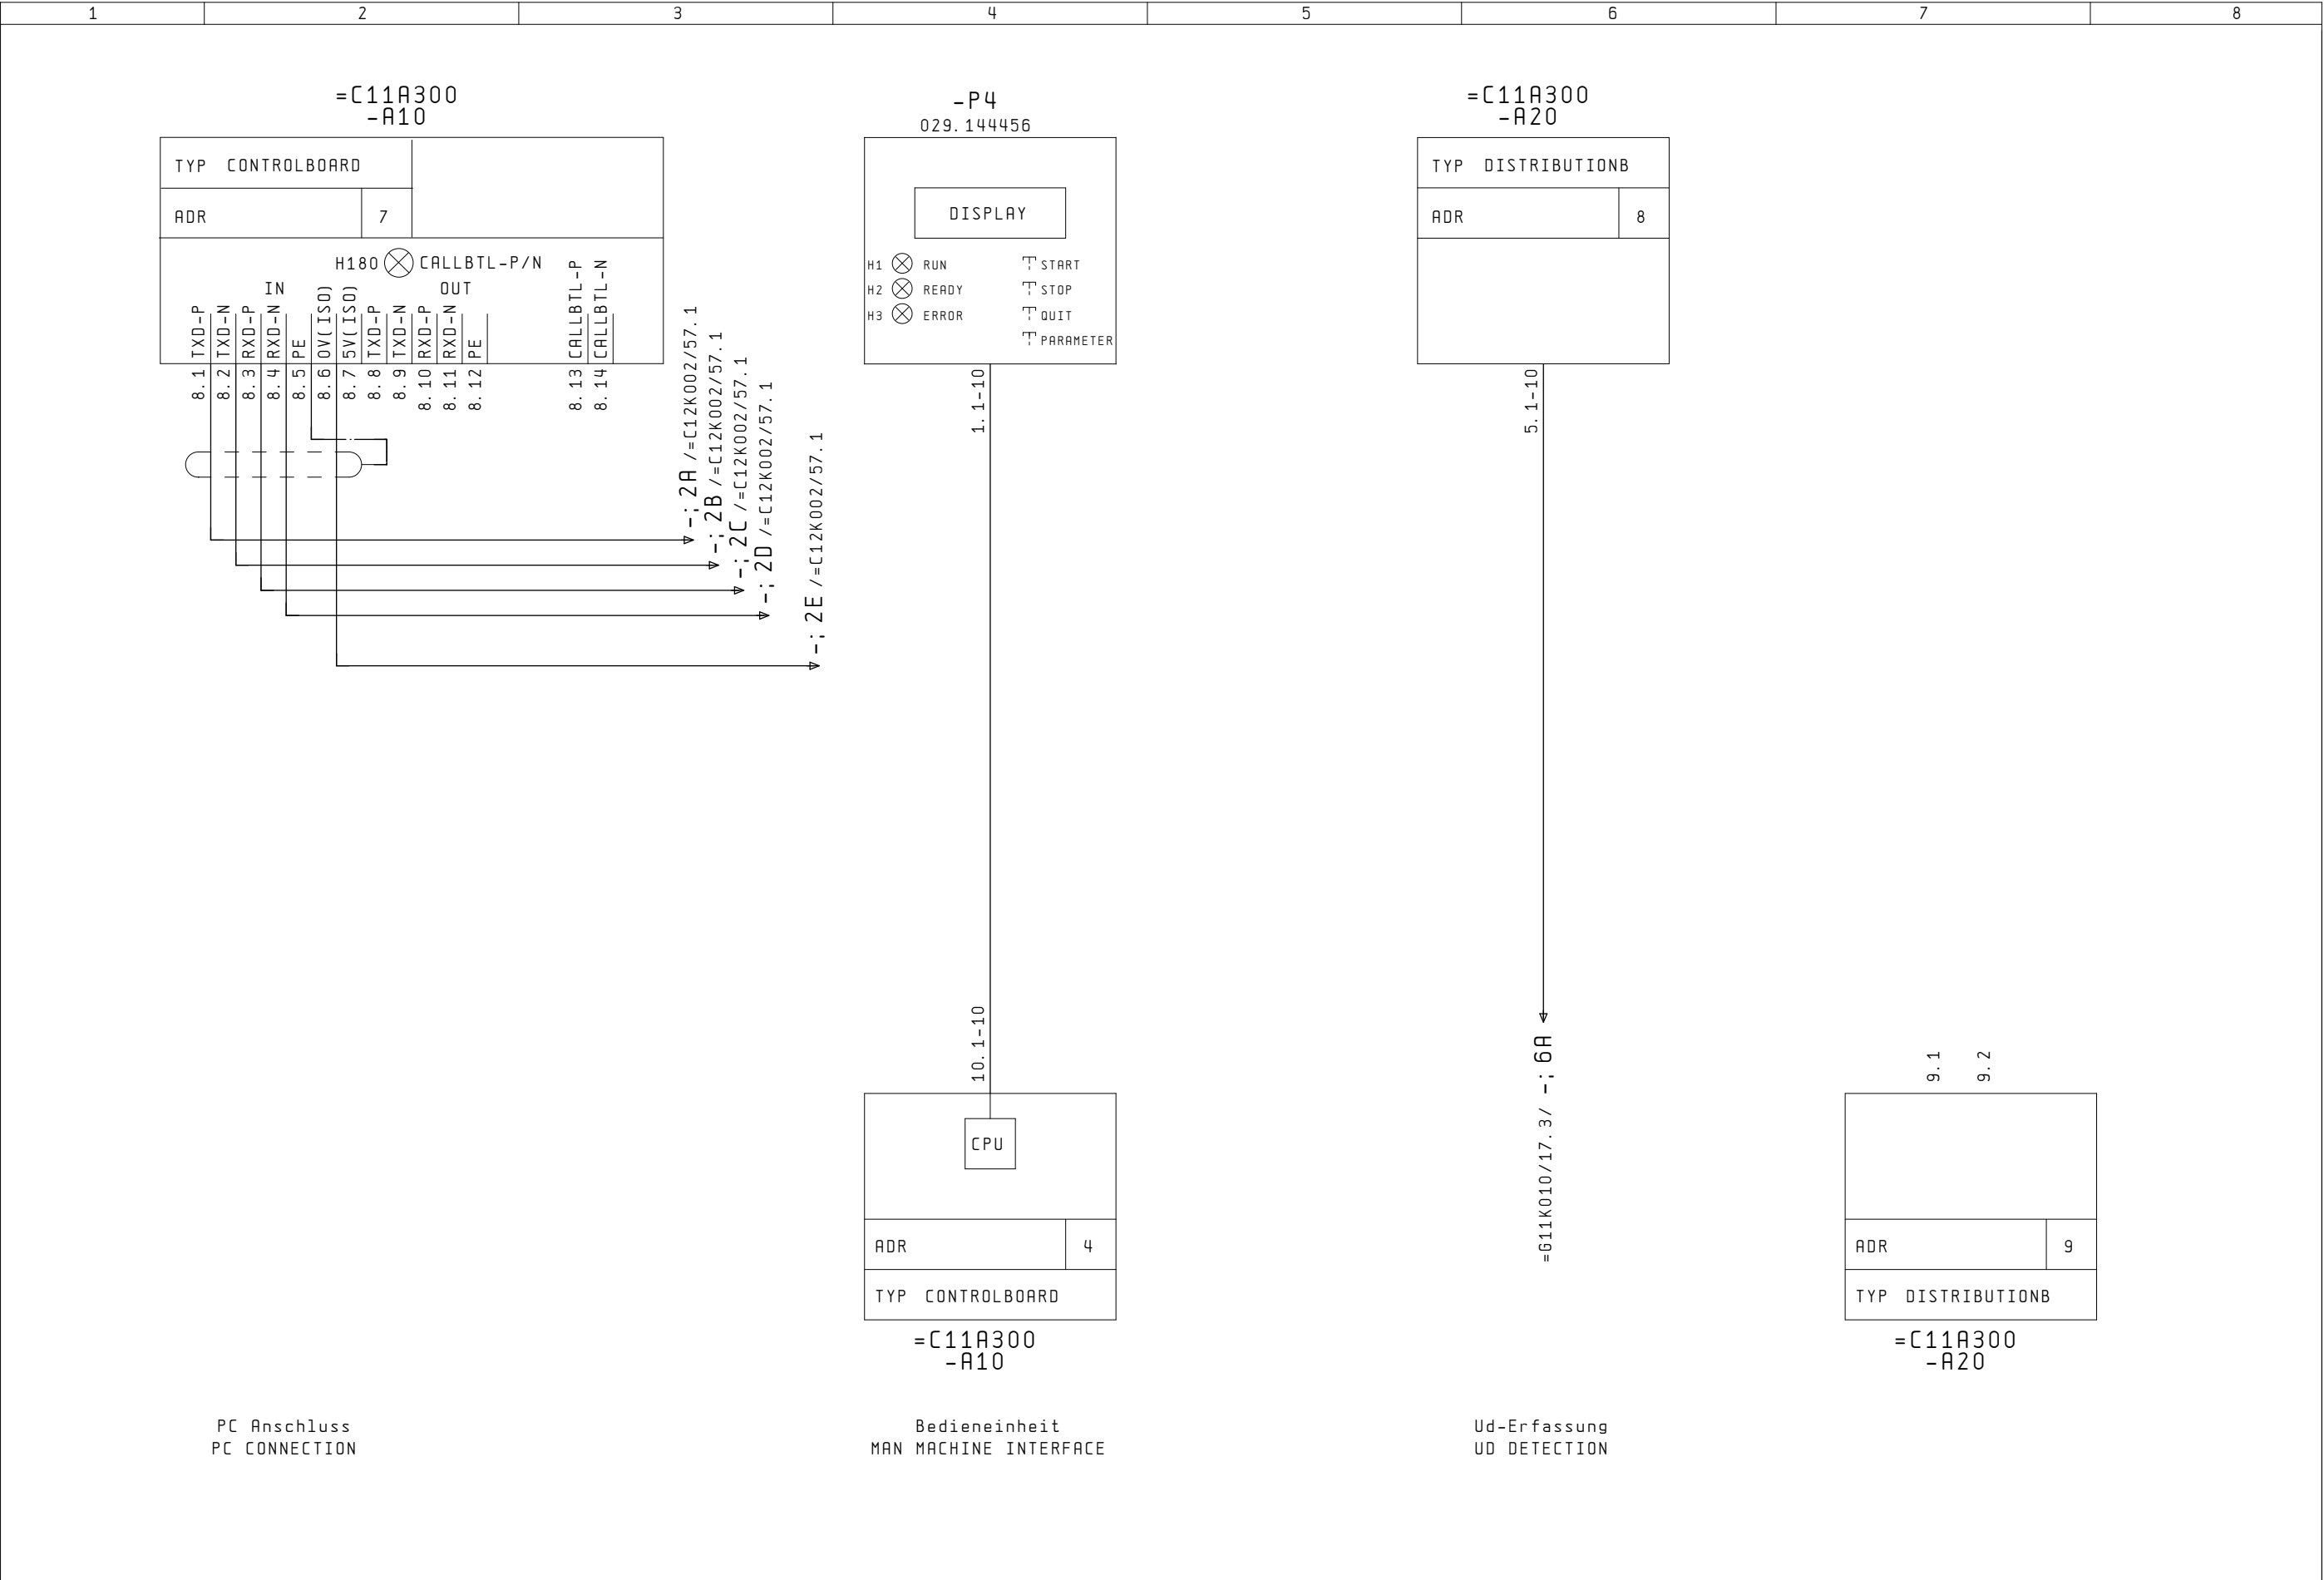 1 2 3 4 5 6 7 8
=C11A300
-A10
TYP CONTROLBOARD
ADR 7
H180 CALLBTL-P/N
IN OUT
8.1 TXD-P
8.2 TXD-N
8.3 RXD-P
8.4 RXD-N
8.5 PE
8.6 0V(ISO)
8.7 5V(ISO)
8.8 TXD-P
8.9 TXD-N
8.10 RXD-P
8.11 RXD-N
8.12 PE
8.13 CALLBTL-P
8.14 CALLBTL-N
-; 2A /=C12K002/57.1
-; 2B /=C12K002/57.1
-; 2C /=C12K002/57.1
-; 2D /=C12K002/57.1
-; 2E /=C12K002/57.1
-P4
029.144456
DISPLAY
H1 RUN START
H2 READY STOP
H3 ERROR QUIT
PARAMETER
1.1-10
10.1-10
CPU
ADR 4
TYP CONTROLBOARD
=C11A300
-A10
=C11A300
-A20
TYP DISTRIBUTIONB
ADR 8
5.1-10
=G11K010/17.3/ -; 6A
9.1
9.2
ADR 9
TYP DISTRIBUTIONB
=C11A300
-A20
PC Anschluss
PC CONNECTION
Bedieneinheit
MAN MACHINE INTERFACE
Ud-Erfassung
UD DETECTION